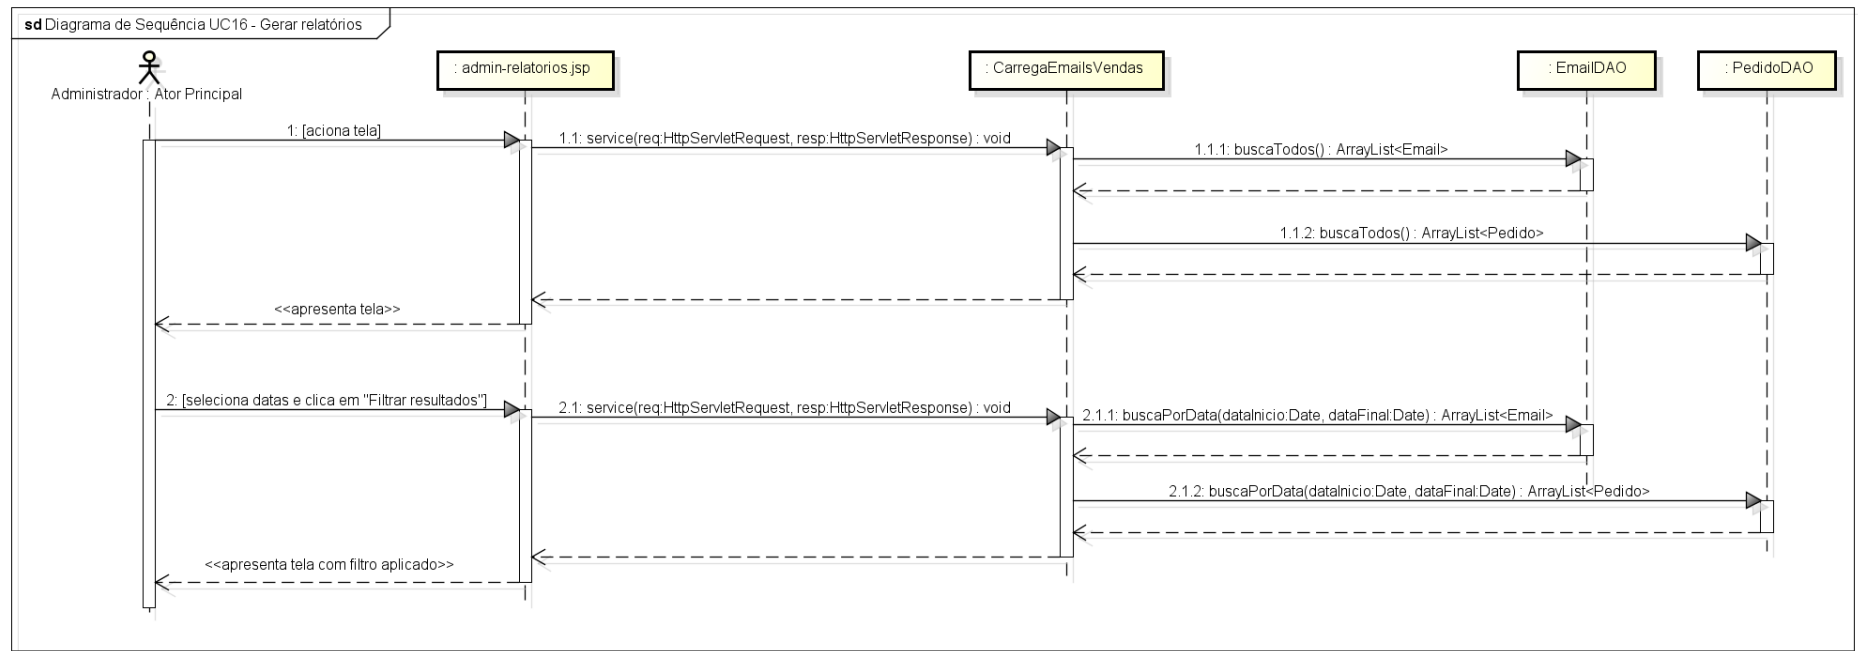 sd Diagrama de Sequência UC16 - Gerar relatórios
Administrador : Ator Principal
: admin-relatorios.jsp
: CarregaEmailsVendas
: EmailDAO
: PedidoDAO
1: [aciona tela]
1.1: service(req:HttpServletRequest, resp:HttpServletResponse) : void
1.1.1: buscaTodos() : ArrayList<Email>
1.1.2: buscaTodos() : ArrayList<Pedido>
<<apresenta tela>>
2: [seleciona datas e clica em "Filtrar resultados"]
2.1: service(req:HttpServletRequest, resp:HttpServletResponse) : void
2.1.1: buscaPorData(dataInicio:Date, dataFinal:Date) : ArrayList<Email>
2.1.2: buscaPorData(dataInicio:Date, dataFinal:Date) : ArrayList<Pedido>
<<apresenta tela com filtro aplicado>>